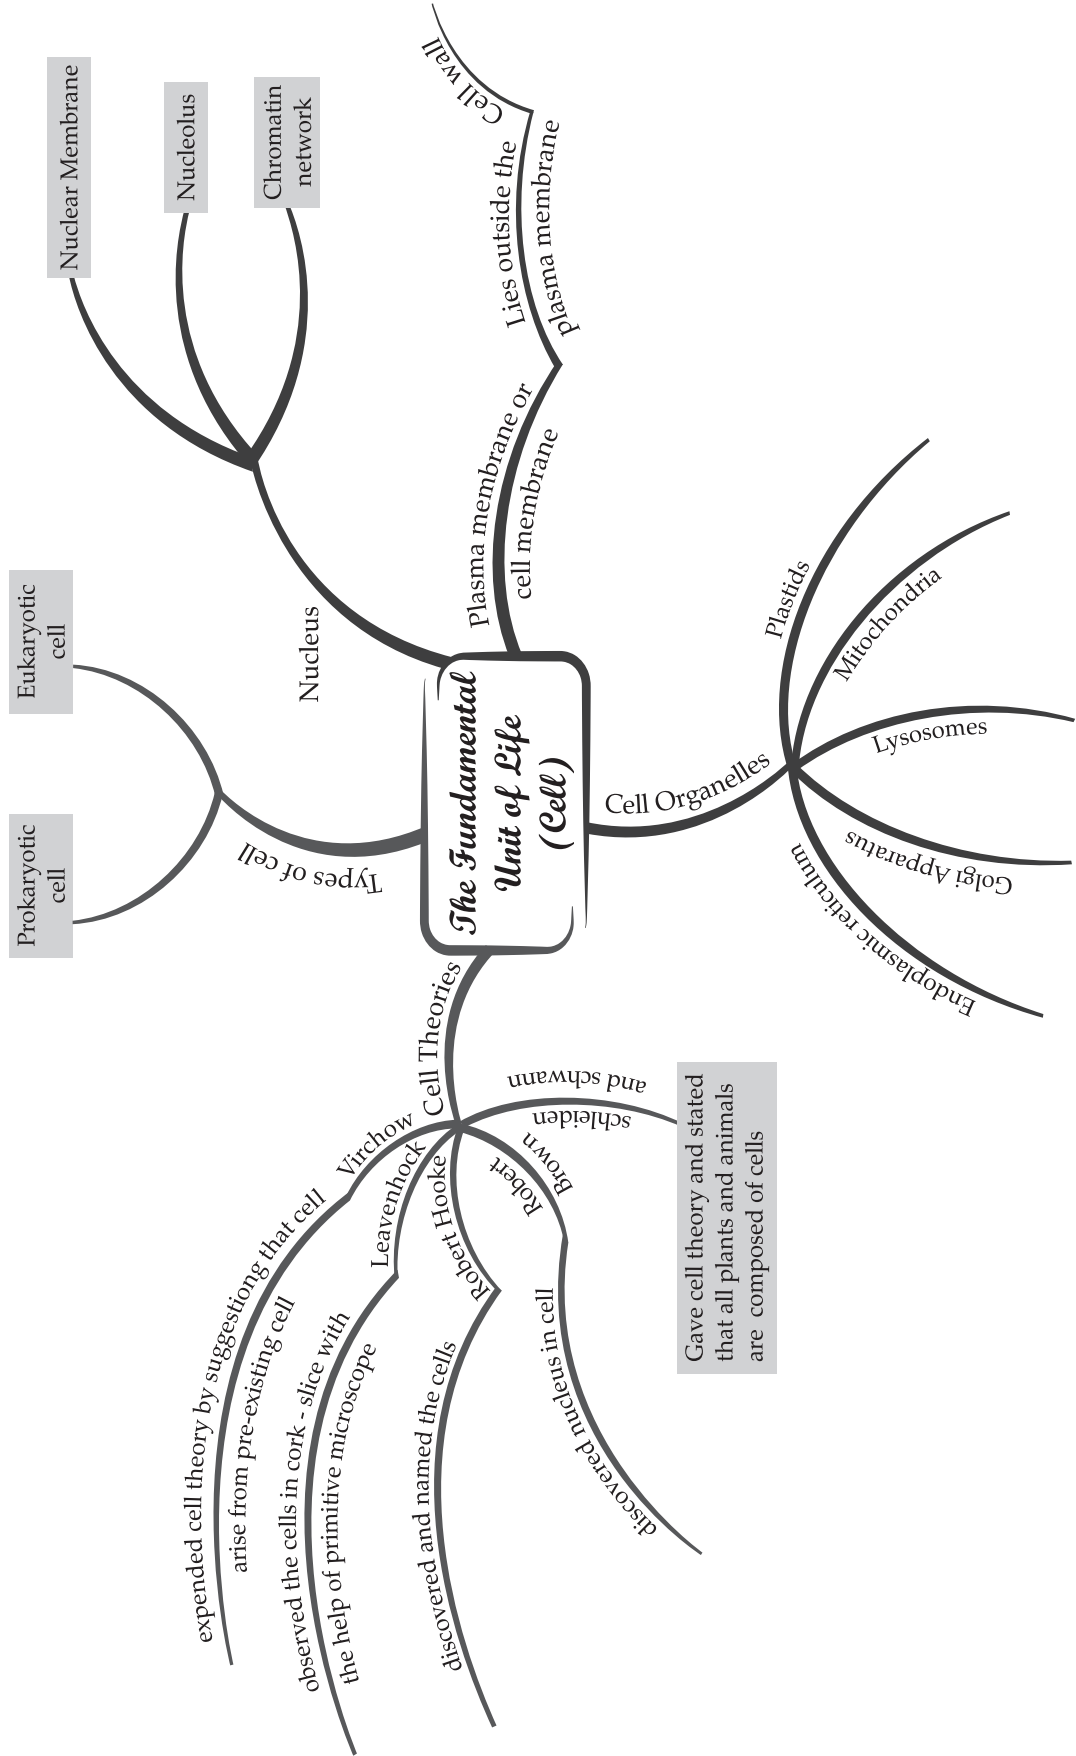 The Fundamental
Unit of Life
(Cell)
Cell Theories
Virchow
expended cell theory by suggestiong that cell
arise from pre-existing cell
Leavenhock
observed the cells in cork - slice with
the help of primitive microscope
Robert Hooke
discovered and named the cells
Robert
Brown
discovered nucleus in cell
schleiden
and schwann
Gave cell theory and stated
that all plants and animals
are composed of cells
Types of cell
Prokaryotic
cell
Eukaryotic
cell
Nucleus
Nuclear Membrane
Nucleolus
Chromatin
network
Plasma membrane or
cell membrane
Lies outside the
plasma membrane
Cell wall
Cell Organelles
Plastids
Mitochondria
Lysosomes
Golgi Apparatus
Endoplasmic reticulum